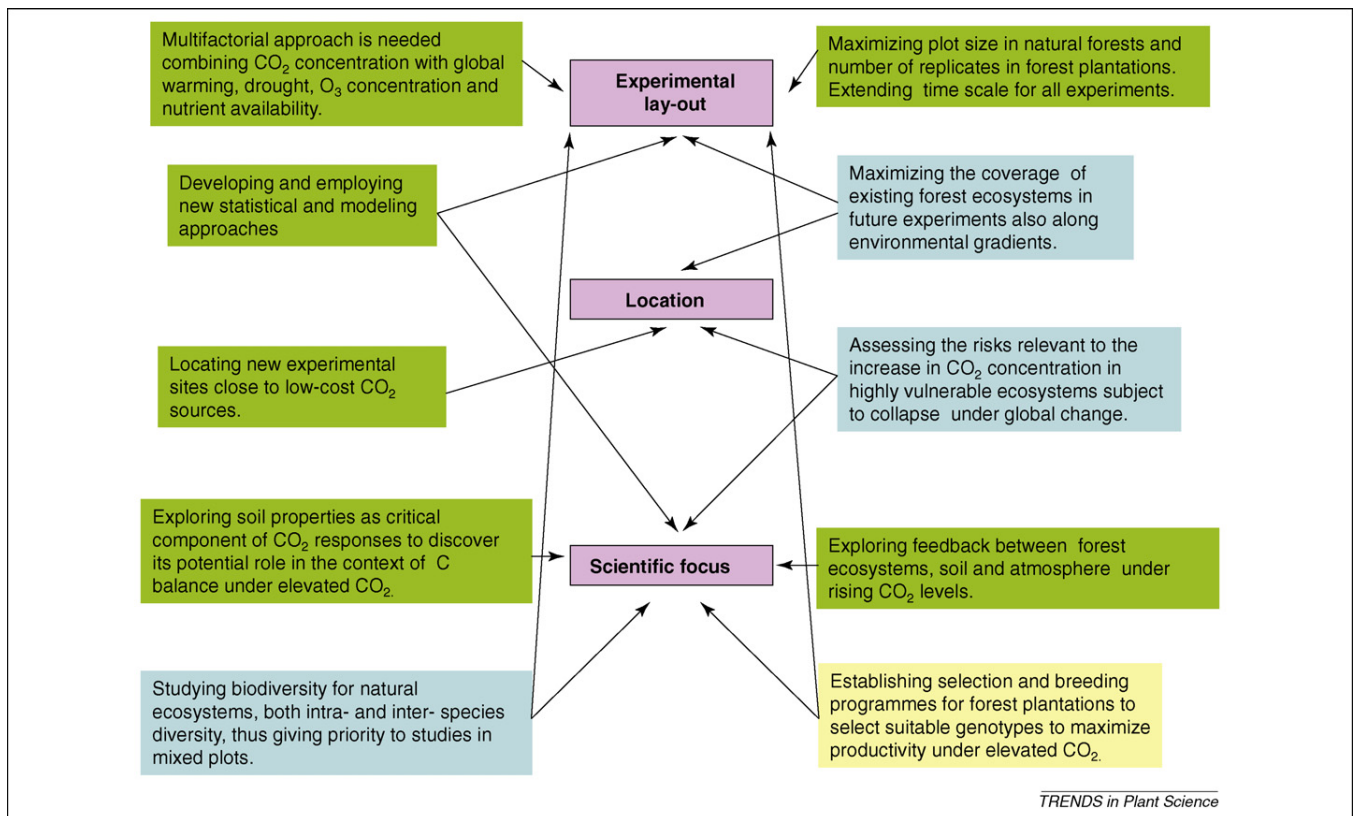 Multifactorial approach is needed
combining CO₂ concentration with global
warming, drought, O₃ concentration and
nutrient availability.
Experimental
lay-out
Maximizing plot size in natural forests and
number of replicates in forest plantations.
Extending time scale for all experiments.
Developing and employing
new statistical and modeling
approaches
Maximizing the coverage of
existing forest ecosystems in
future experiments also along
environmental gradients.
Location
Locating new experimental
sites close to low-cost CO₂
sources.
Assessing the risks relevant to the
increase in CO₂ concentration in
highly vulnerable ecosystems subject
to collapse under global change.
Exploring soil properties as critical
component of CO₂ responses to discover
its potential role in the context of C
balance under elevated CO₂.
Scientific focus
Exploring feedback between forest
ecosystems, soil and atmosphere under
rising CO₂ levels.
Studying biodiversity for natural
ecosystems, both intra- and inter- species
diversity, thus giving priority to studies in
mixed plots.
Establishing selection and breeding
programmes for forest plantations to
select suitable genotypes to maximize
productivity under elevated CO₂.
TRENDS in Plant Science